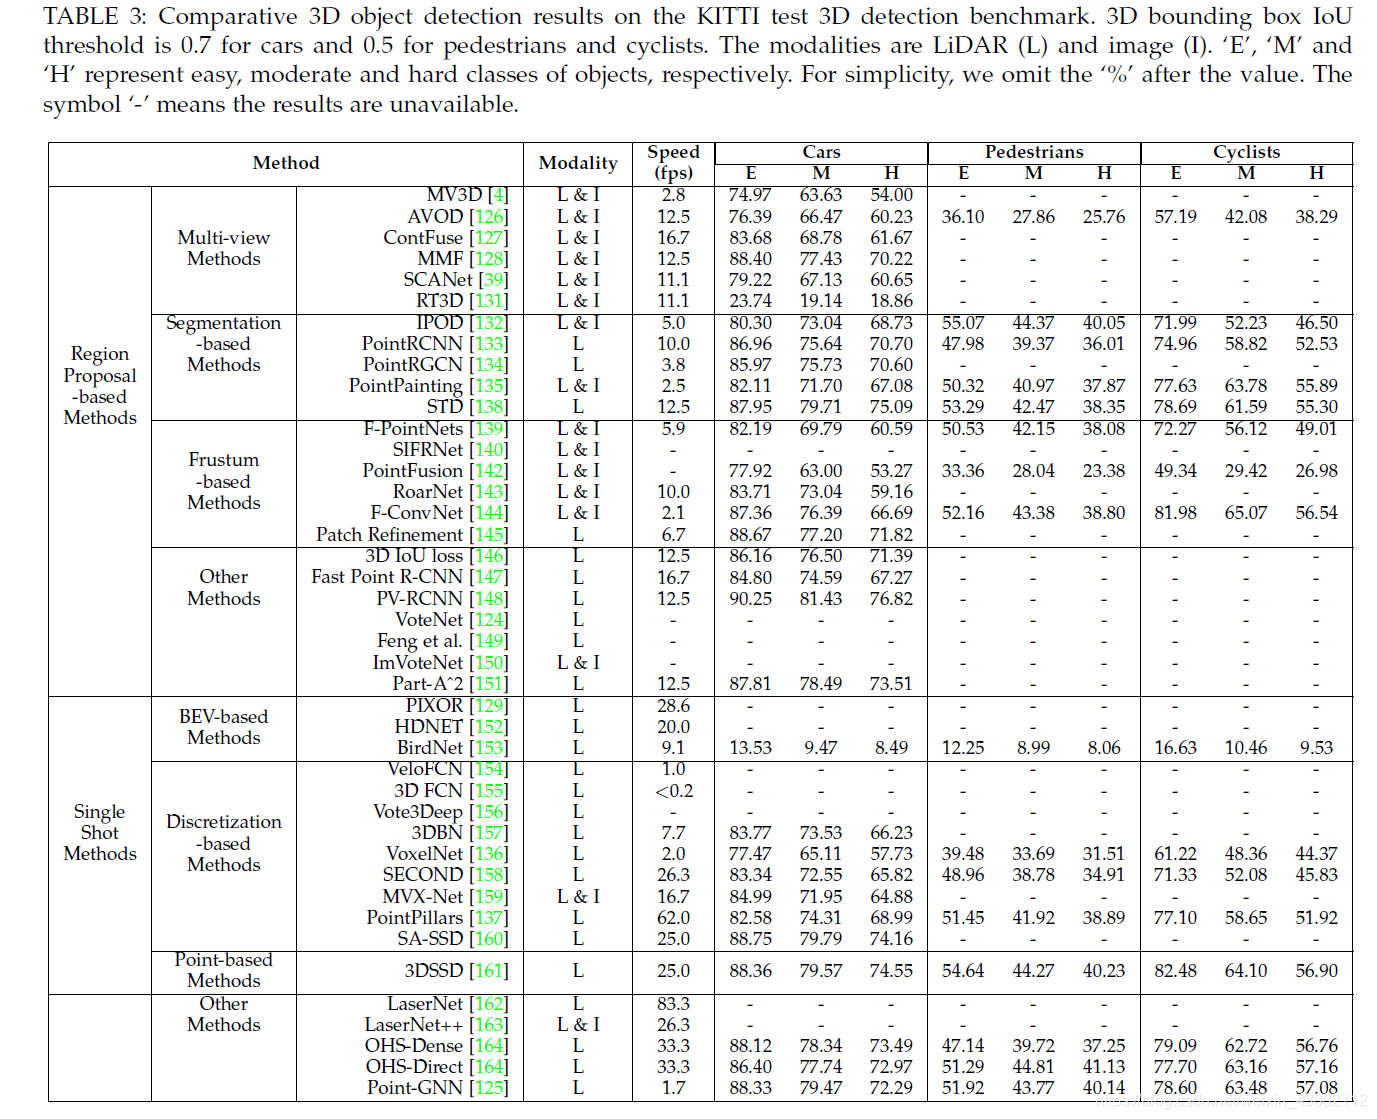 TABLE 3: Comparative 3D object detection results on the KITTI test 3D detection benchmark. 3D bounding box IoU
threshold is 0.7 for cars and 0.5 for pedestrians and cyclists. The modalities are LiDAR (L) and image (I). ‘E’, ‘M’ and
‘H’ represent easy, moderate and hard classes of objects, respectively. For simplicity, we omit the ‘%’ after the value. The
symbol ‘-’ means the results are unavailable.
Method Modality Speed (fps) Cars Pedestrians Cyclists
E M H E M H E M H
Region Proposal -based Methods
Multi-view Methods
MV3D [4] L & I 2.8 74.97 63.63 54.00 - - - - - -
AVOD [126] L & I 12.5 76.39 66.47 60.23 36.10 27.86 25.76 57.19 42.08 38.29
ContFuse [127] L & I 16.7 83.68 68.78 61.67 - - - - - -
MMF [128] L & I 12.5 88.40 77.43 70.22 - - - - - -
SCANet [39] L & I 11.1 79.22 67.13 60.65 - - - - - -
RT3D [131] L & I 11.1 23.74 19.14 18.86 - - - - - -
Segmentation -based Methods
IPOD [132] L & I 5.0 80.30 73.04 68.73 55.07 44.37 40.05 71.99 52.23 46.50
PointRCNN [133] L 10.0 86.96 75.64 70.70 47.98 39.37 36.01 74.96 58.82 52.53
PointRGCN [134] L 3.8 85.97 75.73 70.60 - - - - - -
PointPainting [135] L & I 2.5 82.11 71.70 67.08 50.32 40.97 37.87 77.63 63.78 55.89
STD [138] L 12.5 87.95 79.71 75.09 53.29 42.47 38.35 78.69 61.59 55.30
Frustum -based Methods
F-PointNets [139] L & I 5.9 82.19 69.79 60.59 50.53 42.15 38.08 72.27 56.12 49.01
SIFRNet [140] L & I - - - - - - - - - -
PointFusion [142] L & I - 77.92 63.00 53.27 33.36 28.04 23.38 49.34 29.42 26.98
RoarNet [143] L & I 10.0 83.71 73.04 59.16 - - - - - -
F-ConvNet [144] L & I 2.1 87.36 76.39 66.69 52.16 43.38 38.80 81.98 65.07 56.54
Patch Refinement [145] L 6.7 88.67 77.20 71.82 - - - - - -
Other Methods
3D IoU loss [146] L 12.5 86.16 76.50 71.39 - - - - - -
Fast Point R-CNN [147] L 16.7 84.80 74.59 67.27 - - - - - -
PV-RCNN [148] L 12.5 90.25 81.43 76.82 - - - - - -
VoteNet [124] L - - - - - - - - - -
Feng et al. [149] L - - - - - - - - - -
ImVoteNet [150] L & I - - - - - - - - - -
Part-Aˆ2 [151] L 12.5 87.81 78.49 73.51 - - - - - -
Single Shot Methods
BEV-based Methods
PIXOR [129] L 28.6 - - - - - - - - -
HDNET [152] L 20.0 - - - - - - - - -
BirdNet [153] L 9.1 13.53 9.47 8.49 12.25 8.99 8.06 16.63 10.46 9.53
Discretization -based Methods
VeloFCN [154] L 1.0 - - - - - - - - -
3D FCN [155] L <0.2 - - - - - - - - -
Vote3Deep [156] L - - - - - - - - - -
3DBN [157] L 7.7 83.77 73.53 66.23 - - - - - -
VoxelNet [136] L 2.0 77.47 65.11 57.73 39.48 33.69 31.51 61.22 48.36 44.37
SECOND [158] L 26.3 83.34 72.55 65.82 48.96 38.78 34.91 71.33 52.08 45.83
MVX-Net [159] L & I 16.7 84.99 71.95 64.88 - - - - - -
PointPillars [137] L 62.0 82.58 74.31 68.99 51.45 41.92 38.89 77.10 58.65 51.92
SA-SSD [160] L 25.0 88.75 79.79 74.16 - - - - - -
Point-based Methods
3DSSD [161] L 25.0 88.36 79.57 74.55 54.64 44.27 40.23 82.48 64.10 56.90
Other Methods
LaserNet [162] L 83.3 - - - - - - - - -
LaserNet++ [163] L & I 26.3 - - - - - - - - -
OHS-Dense [164] L 33.3 88.12 78.34 73.49 47.14 39.72 37.25 79.09 62.72 56.76
OHS-Direct [164] L 33.3 86.40 77.74 72.97 51.29 44.81 41.13 77.70 63.16 57.16
Point-GNN [125] L 1.7 88.33 79.47 72.29 51.92 43.77 40.14 78.60 63.48 57.08